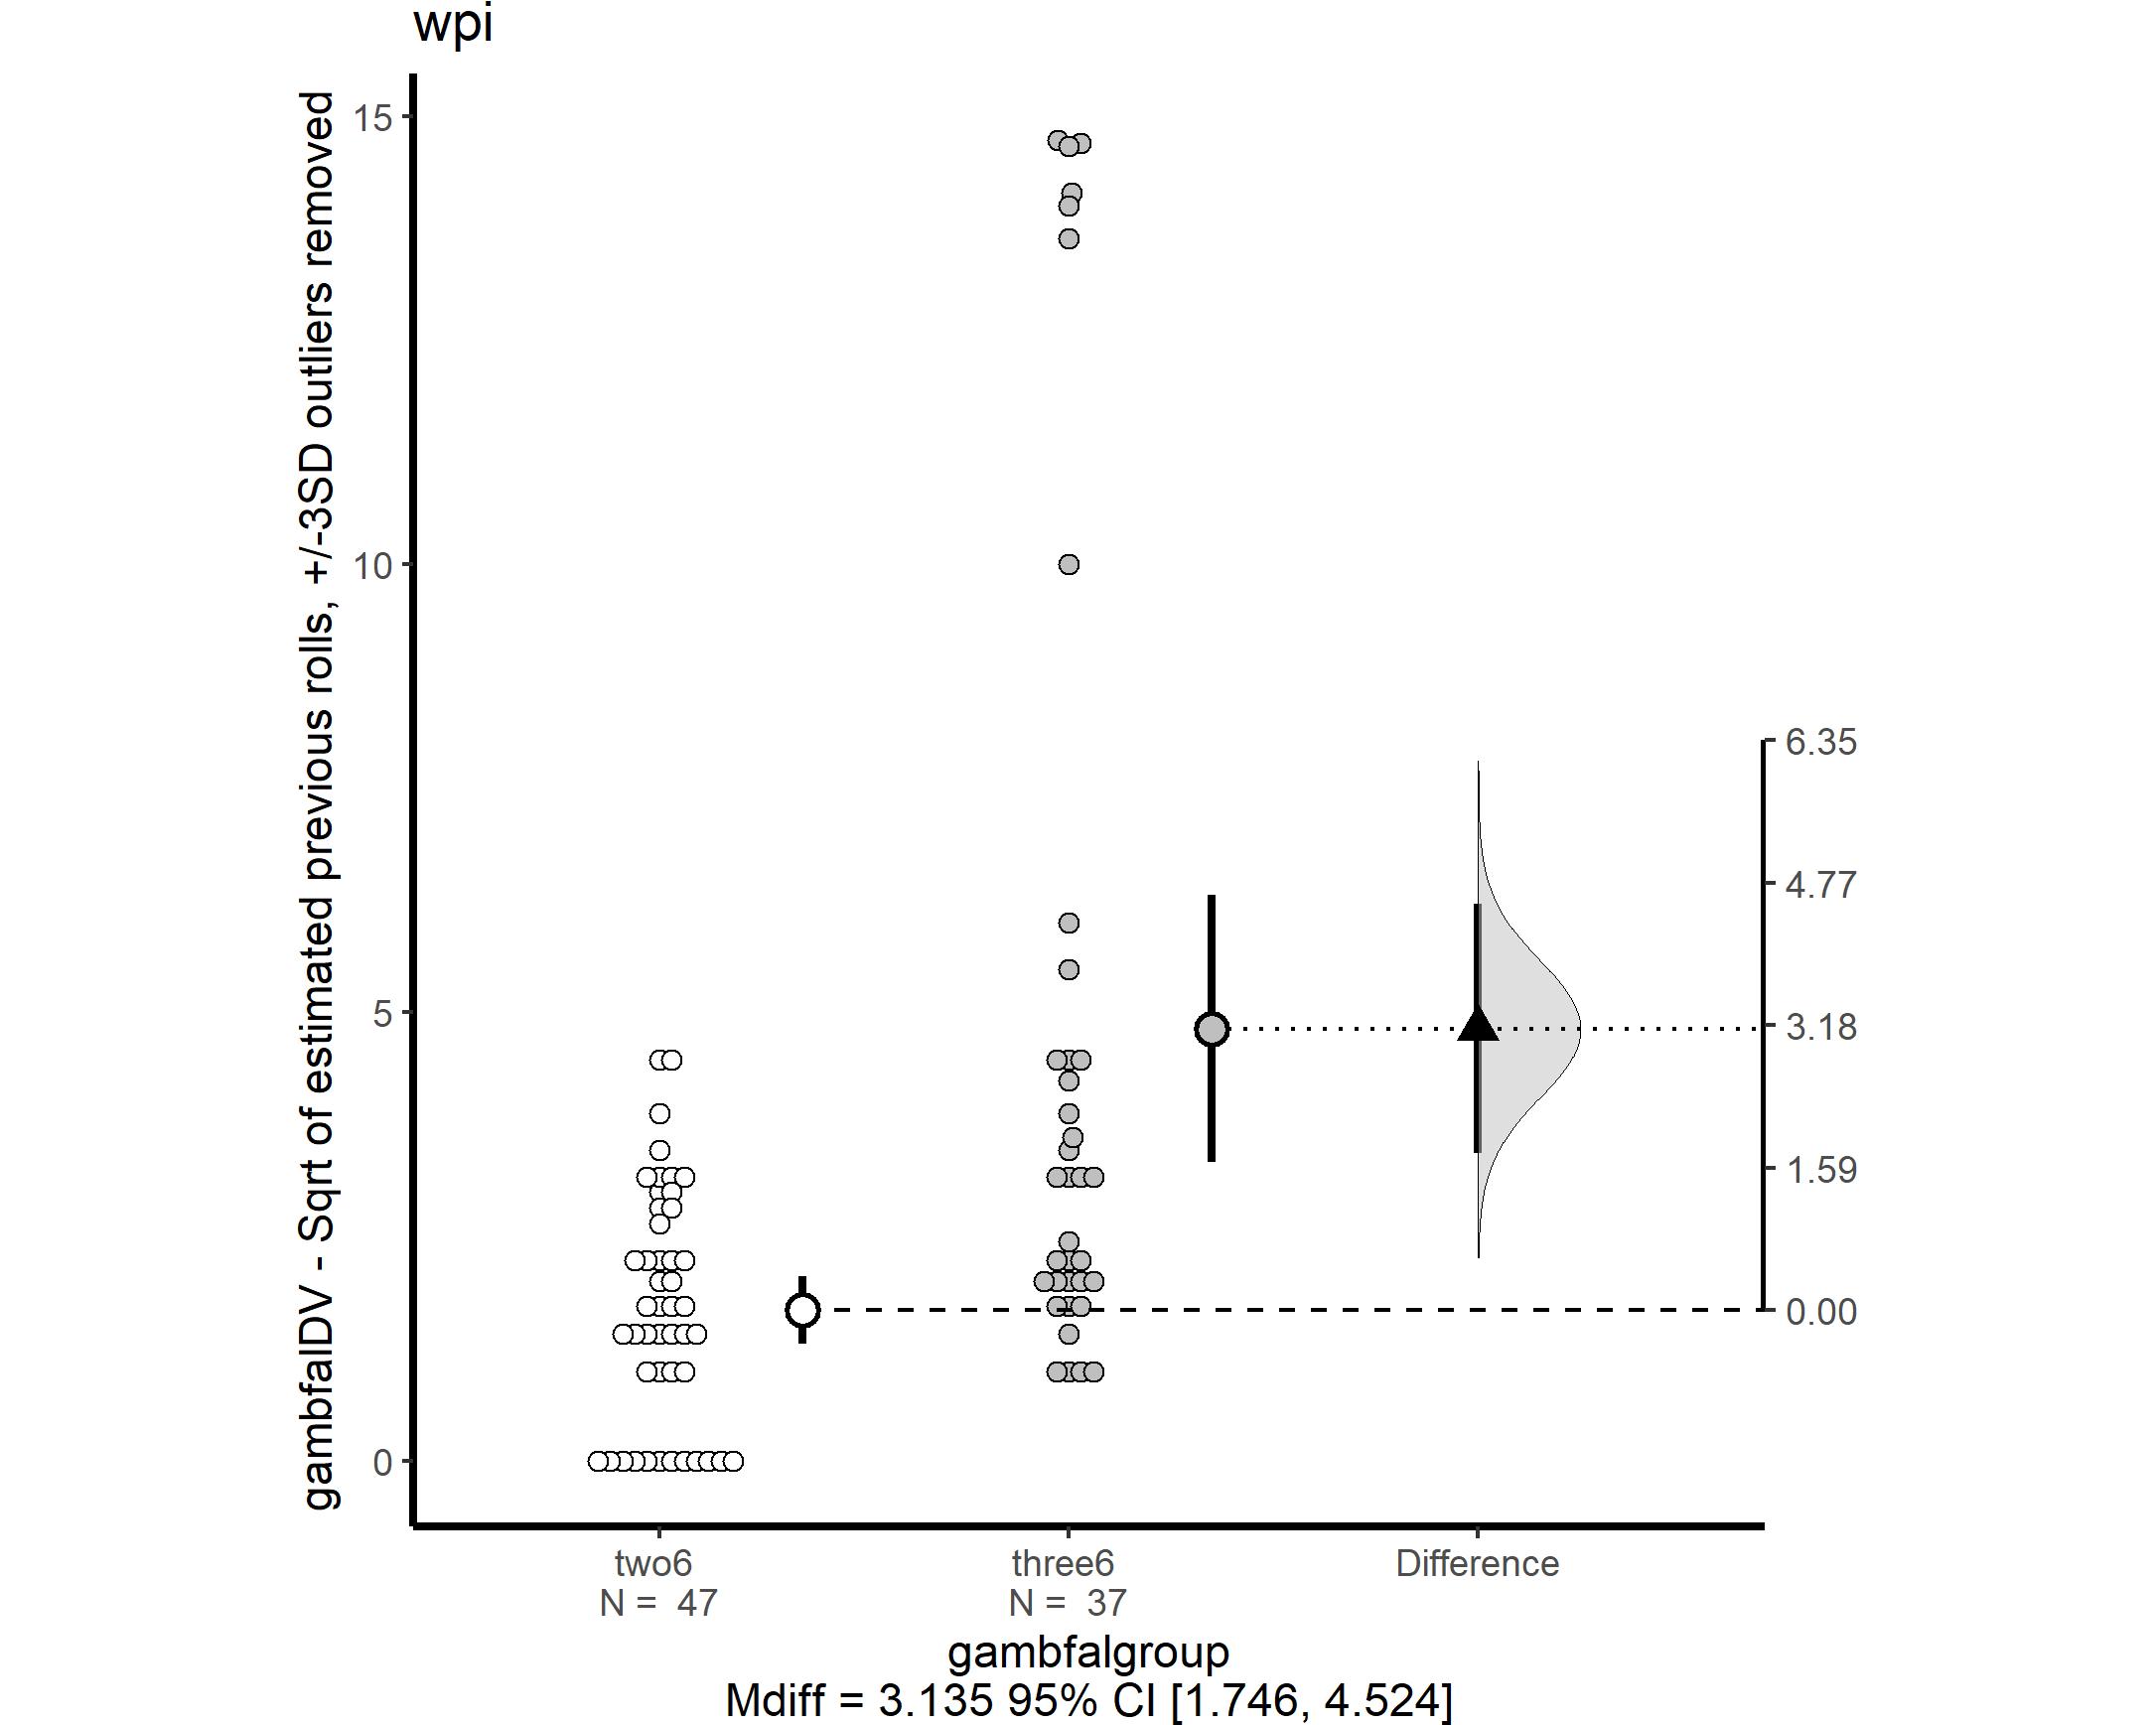 wpi
gambfalDV - Sqrt of estimated previous rolls, +/-3SD outliers removed
15
10
5
0
6.35
4.77
3.18
1.59
0.00
two6
N =  47
three6
N =  37
Difference
gambfalgroup
Mdiff = 3.135 95% CI [1.746, 4.524]